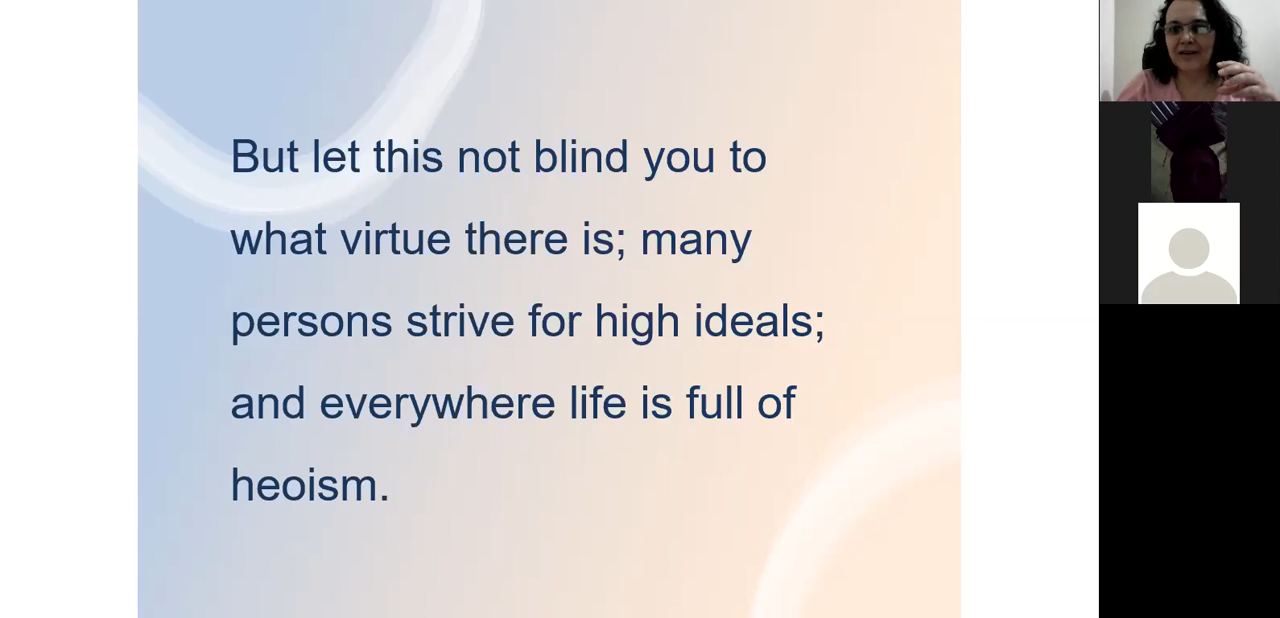 But let this not blind you to
what virtue there is; many
persons strive for high ideals;
and everywhere life is full of
heoism.